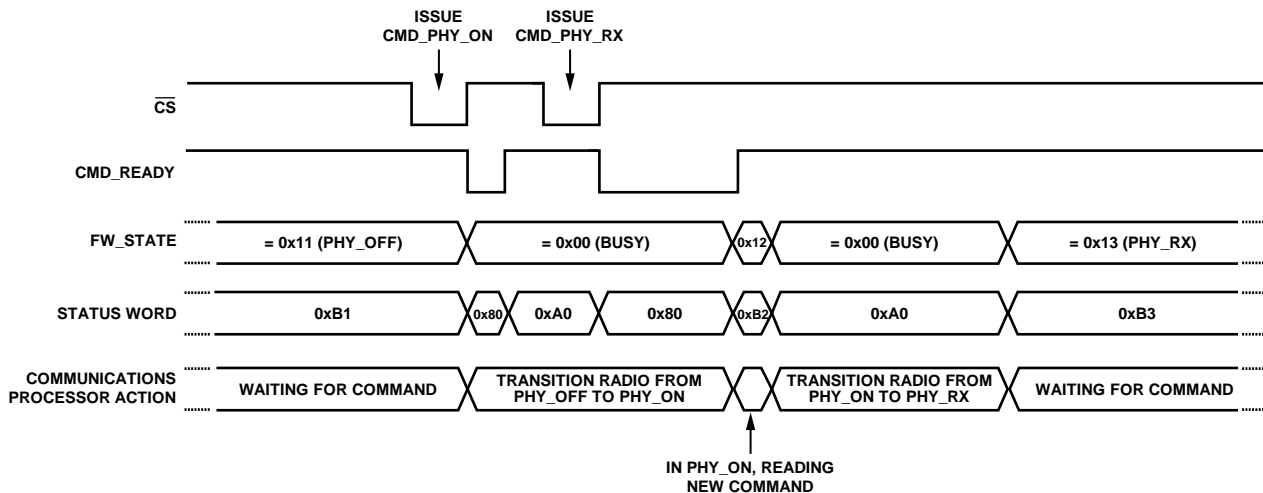 ISSUE
CMD_PHY_ON
ISSUE
CMD_PHY_RX
CS
CMD_READY
FW_STATE
= 0x11 (PHY_OFF)
= 0x00 (BUSY)
0x12
= 0x00 (BUSY)
= 0x13 (PHY_RX)
STATUS WORD
0xB1
0x80
0xA0
0x80
0xB2
0xA0
0xB3
COMMUNICATIONS
PROCESSOR ACTION
WAITING FOR COMMAND
TRANSITION RADIO FROM
PHY_OFF TO PHY_ON
TRANSITION RADIO FROM
PHY_ON TO PHY_RX
WAITING FOR COMMAND
IN PHY_ON, READING
NEW COMMAND